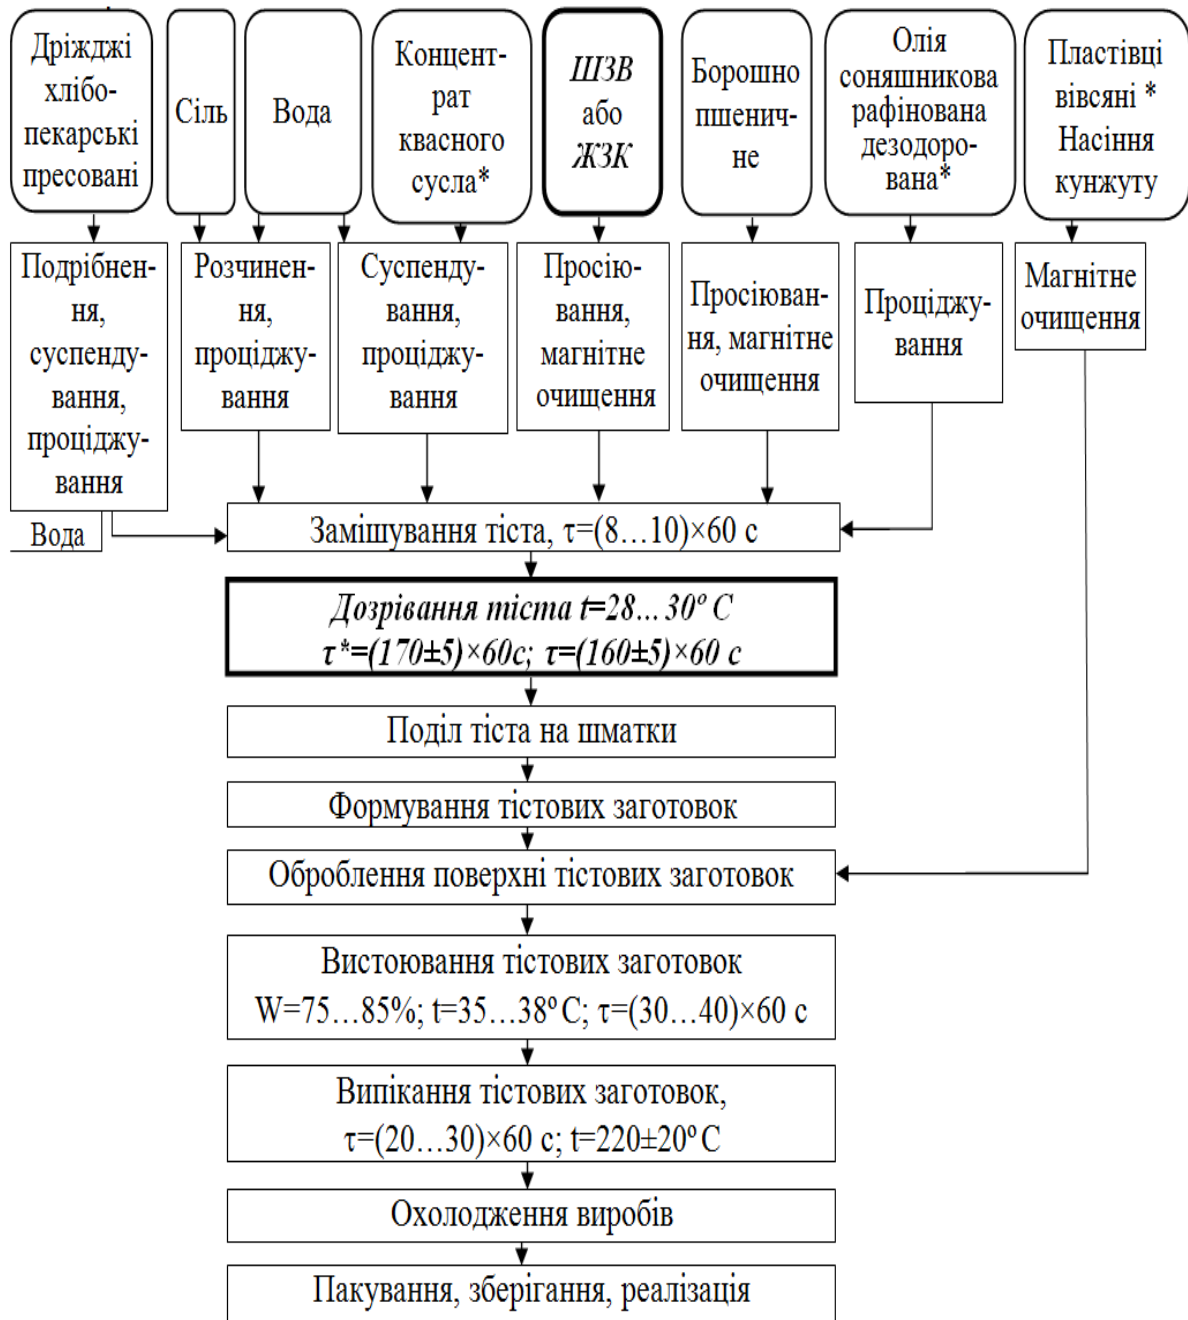 Дріжджі
хлібо-
пекарські
пресовані
Сіль
Вода
Концент-
рат
квасного
сусла*
ШЗВ
або
ЖЗК
Борошно
пшенич-
не
Олія
соняшникова
рафінована
дезодоро-
вана*
Пластівці
вівсяні *
Насіння
кунжуту
Подрібнен-
ня,
суспенду-
вання,
проціджу-
вання
Розчинен-
ня,
проціджу-
вання
Суспенду-
вання,
проціджу-
вання
Просію-
вання,
магнітне
очищення
Просіюван-
ня, магнітне
очищення
Проціджу-
вання
Магнітне
очищення
Вода
Замішування тіста, τ=(8…10)×60 с
Дозрівання тіста t=28... 30º С
τ*=(170±5)×60с; τ=(160±5)×60 с
Поділ тіста на шматки
Формування тістових заготовок
Оброблення поверхні тістових заготовок
Вистоювання тістових заготовок
W=75…85%; t=35…38º С; τ=(30…40)×60 с
Випікання тістових заготовок,
τ=(20…30)×60 с; t=220±20º С
Охолодження виробів
Пакування, зберігання, реалізація